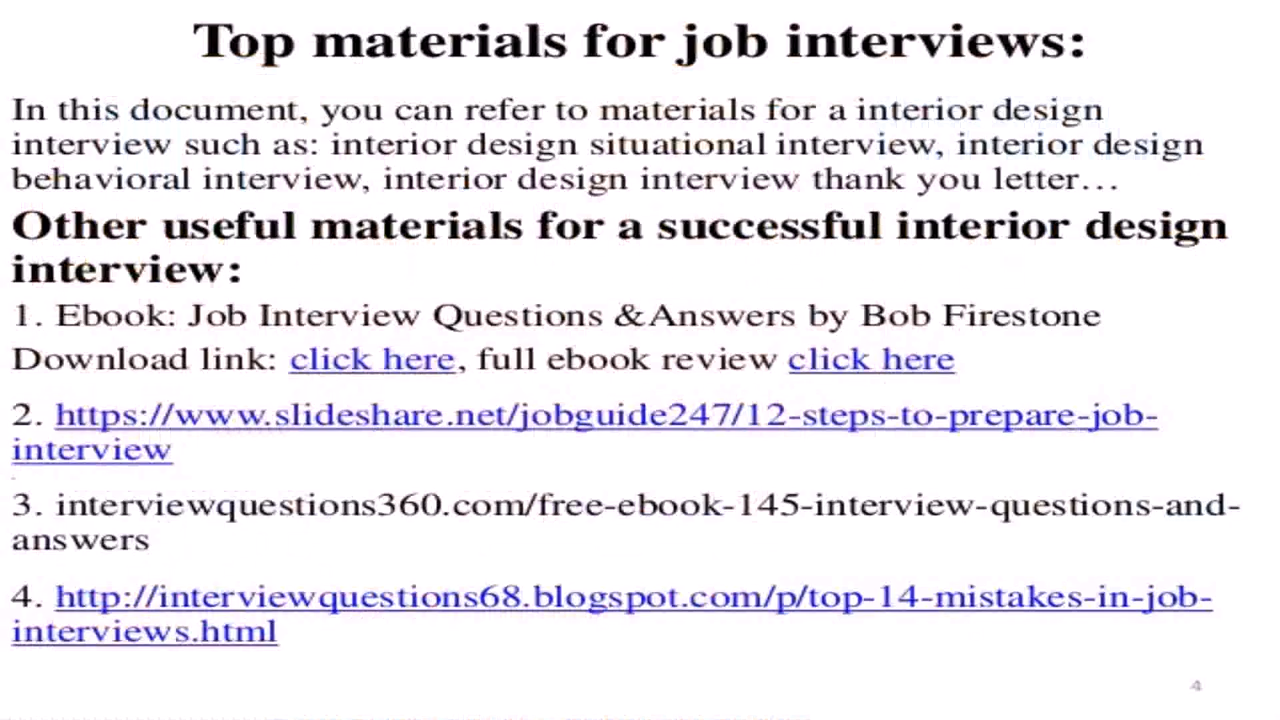 Top materials for job interviews:
In this document, you can refer to materials for a interior design
interview such as: interior design situational interview, interior design
behavioral interview, interior design interview thank you letter…
Other useful materials for a successful interior design
interview:
1. Ebook: Job Interview Questions &Answers by Bob Firestone
Download link: click here, full ebook review click here
2. https://www.slideshare.net/jobguide247/12-steps-to-prepare-job-
interview
3. interviewquestions360.com/free-ebook-145-interview-questions-and-
answers
4. http://interviewquestions68.blogspot.com/p/top-14-mistakes-in-job-
interviews.html
4